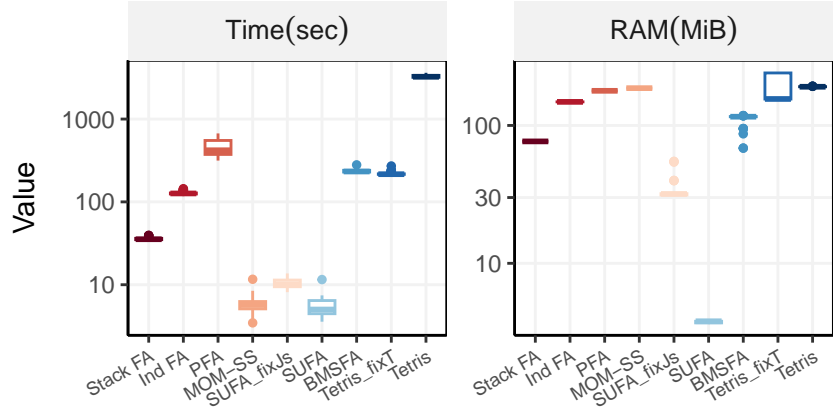 Time(sec)
RAM(MiB)
Value
1000
100
10
100
30
10
Stack FA
Ind FA
PFA
MOM-SS
SUFA_fixJs
SUFA
BMSFA
Tetris_fixT
Tetris
Stack FA
Ind FA
PFA
MOM-SS
SUFA_fixJs
SUFA
BMSFA
Tetris_fixT
Tetris